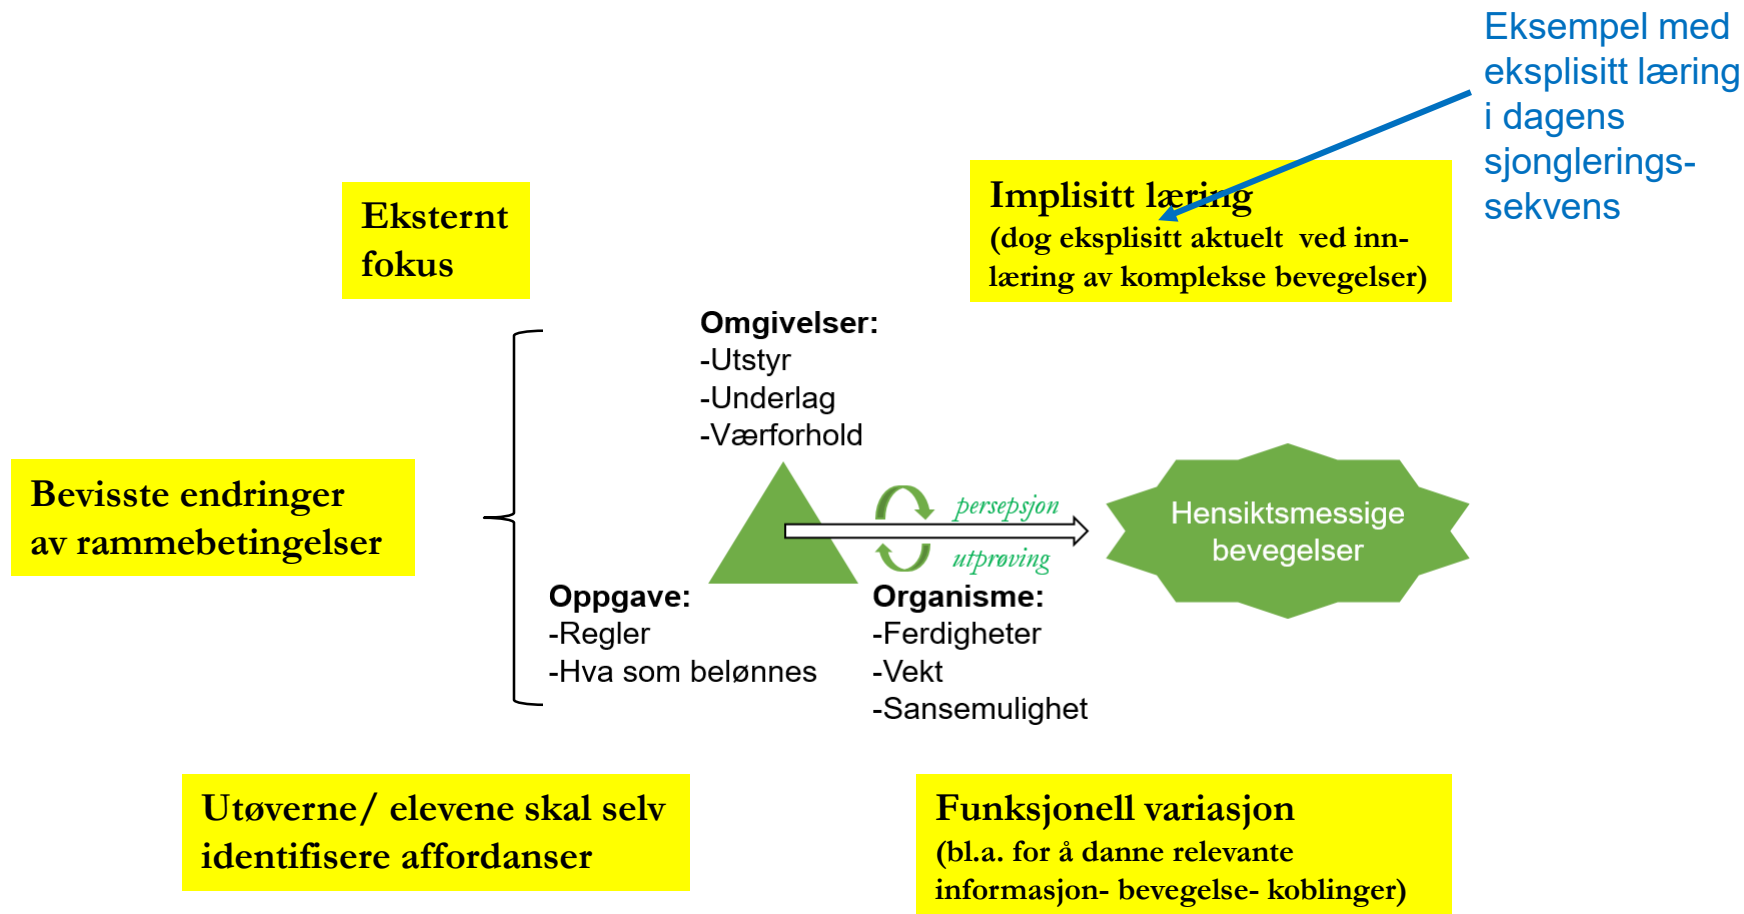 Eksempel med
eksplisitt læring
i dagens
sjonglerings-
sekvens
Eksternt
fokus
Implisitt læring
(dog eksplisitt aktuelt  ved inn-
læring av komplekse bevegelser)
Omgivelser:
-Utstyr
-Underlag
-Værforhold
Bevisste endringer
av rammebetingelser
persepsjon
utprøving
Hensiktsmessige
bevegelser
Oppgave:
-Regler
-Hva som belønnes
Organisme:
-Ferdigheter
-Vekt
-Sansemulighet
Utøverne/ elevene skal selv
identifisere affordanser
Funksjonell variasjon
(bl.a. for å danne relevante
informasjon- bevegelse- koblinger)